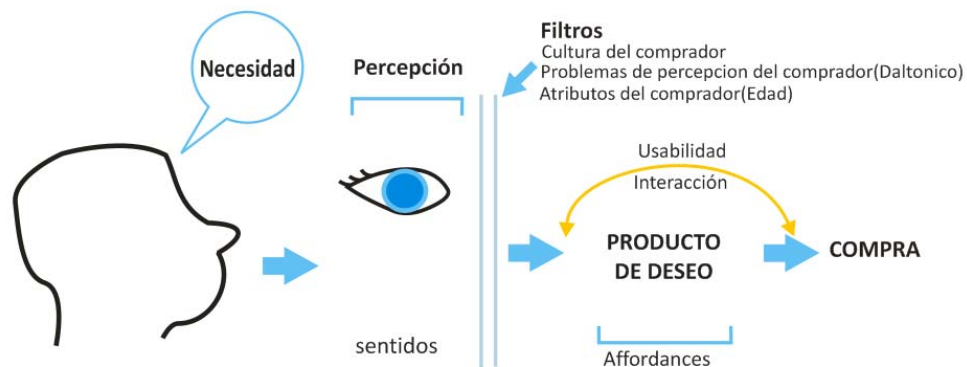 Necesidad
Percepción
sentidos
Filtros
Cultura del comprador
Problemas de percepcion del comprador(Daltonico)
Atributos del comprador(Edad)
Usabilidad
Interacción
PRODUCTO
DE DESEO
Affordances
COMPRA